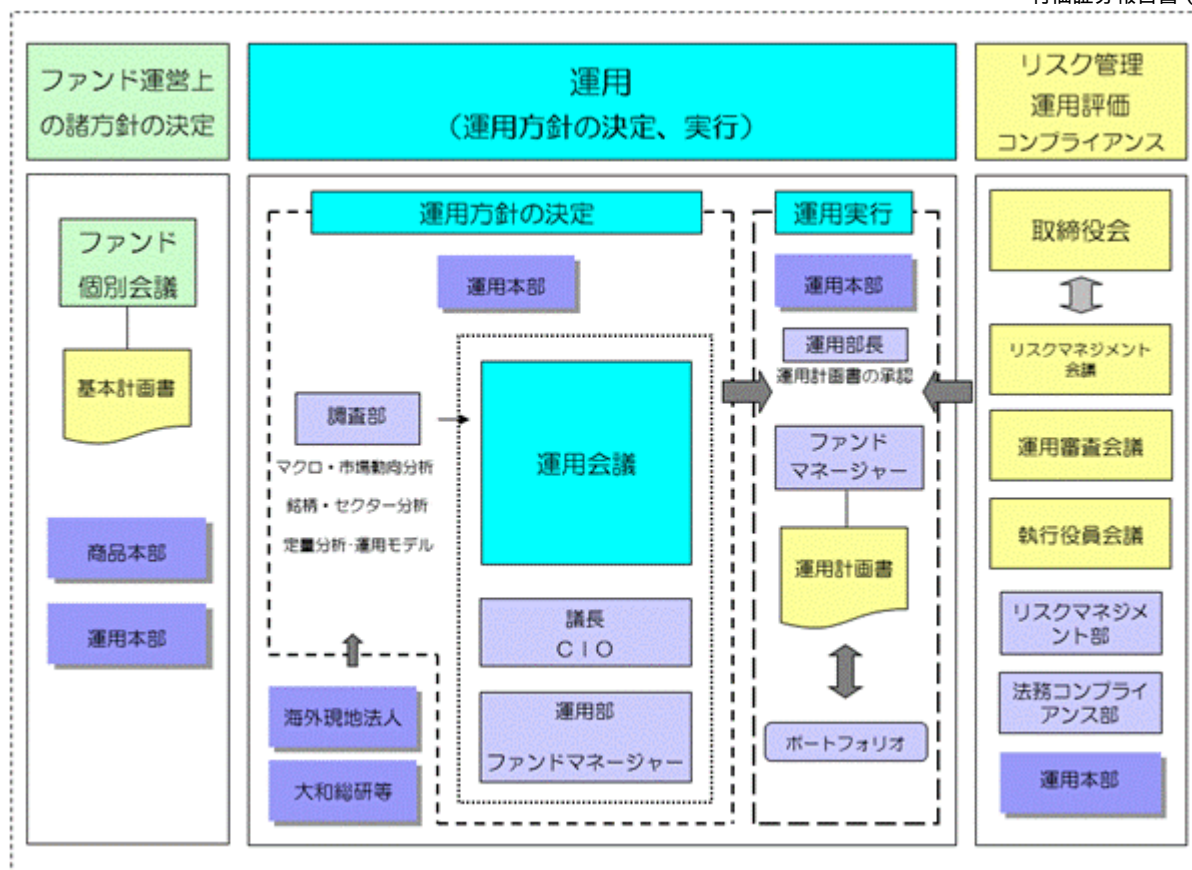 ファンド運営上
の諸方針の決定
運用
（運用方針の決定、実行）
リスク管理
運用評価
コンプライアンス
ファンド
個別会議
基本計画書
商品本部
運用本部
運用方針の決定
運用本部
調査部
マクロ・市場動向分析
銘柄・セクター分析
定量分析・運用モデル
海外現地法人
大和総研等
運用会議
議長
CIO
運用部
ファンドマネージャー
運用実行
運用本部
運用部長
運用計画書の承認
ファンド
マネージャー
運用計画書
ポートフォリオ
取締役会
リスクマネジメント
会議
運用審査会議
執行役員会議
リスクマネジメ
ント部
法務コンプライ
アンス部
運用本部